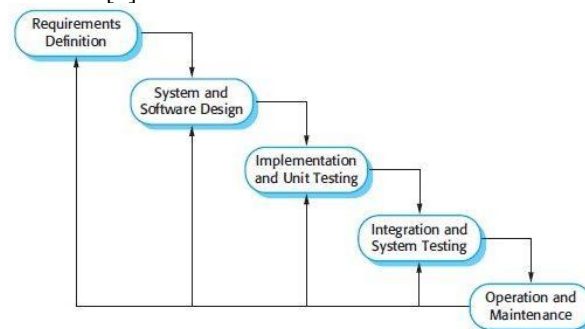 Requirements
Definition
System and
Software Design
Implementation
and Unit Testing
Integration and
System Testing
Operation and
Maintenance